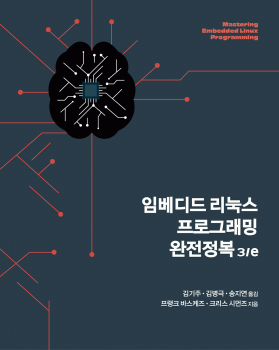 Mastering
Embedded Linux
Programming
임베디드 리눅스
프로그래밍
완전정복 3/e
김기주·김병극·송지연 옮김
프랭크 바스케즈·크리스 시먼즈 지음